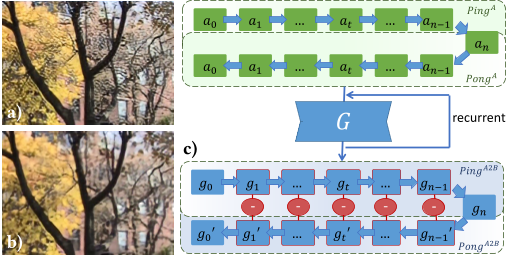 a)
b)
c)
Ping^A
a_0 a_1 ... a_t ... a_{n-1}
a_n
a_0 a_1 ... a_t ... a_{n-1}
Pong^A
G
recurrent
Ping^{A2B}
g_0 g_1 ... g_t ... g_{n-1}
- - - - -
g_n
g_0' g_1' ... g_t' ... g_{n-1}'
Pong^{A2B}